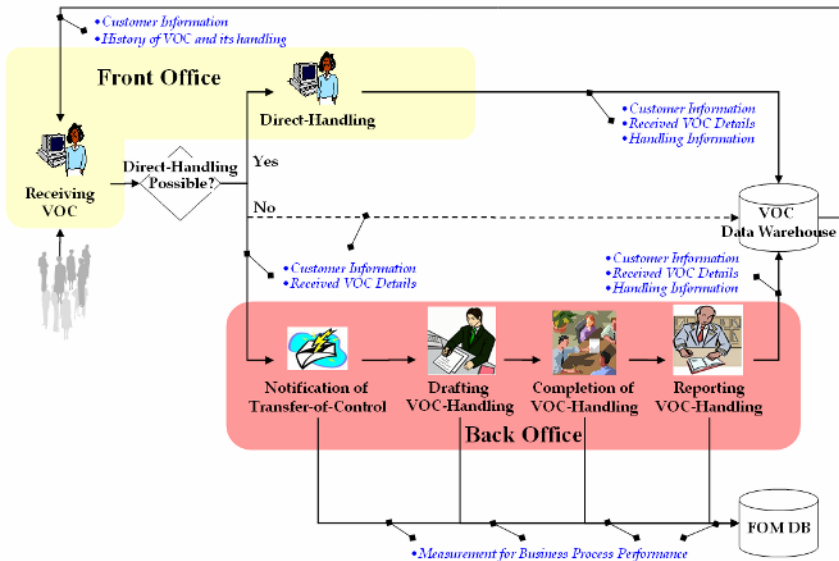 • Customer Information
• History of VOC and its handling
Front Office
Direct-Handling
• Customer Information
• Received VOC Details
• Handling Information
Receiving
VOC
Direct-Handling
Possible?
Yes
No
VOC
Data Warehouse
• Customer Information
• Received VOC Details
• Customer Information
• Received VOC Details
• Handling Information
Notification of
Transfer-of-Control
Drafting
VOC-Handling
Completion of
VOC-Handling
Reporting
VOC-Handling
Back Office
FOM DB
• Measurement for Business Process Performance